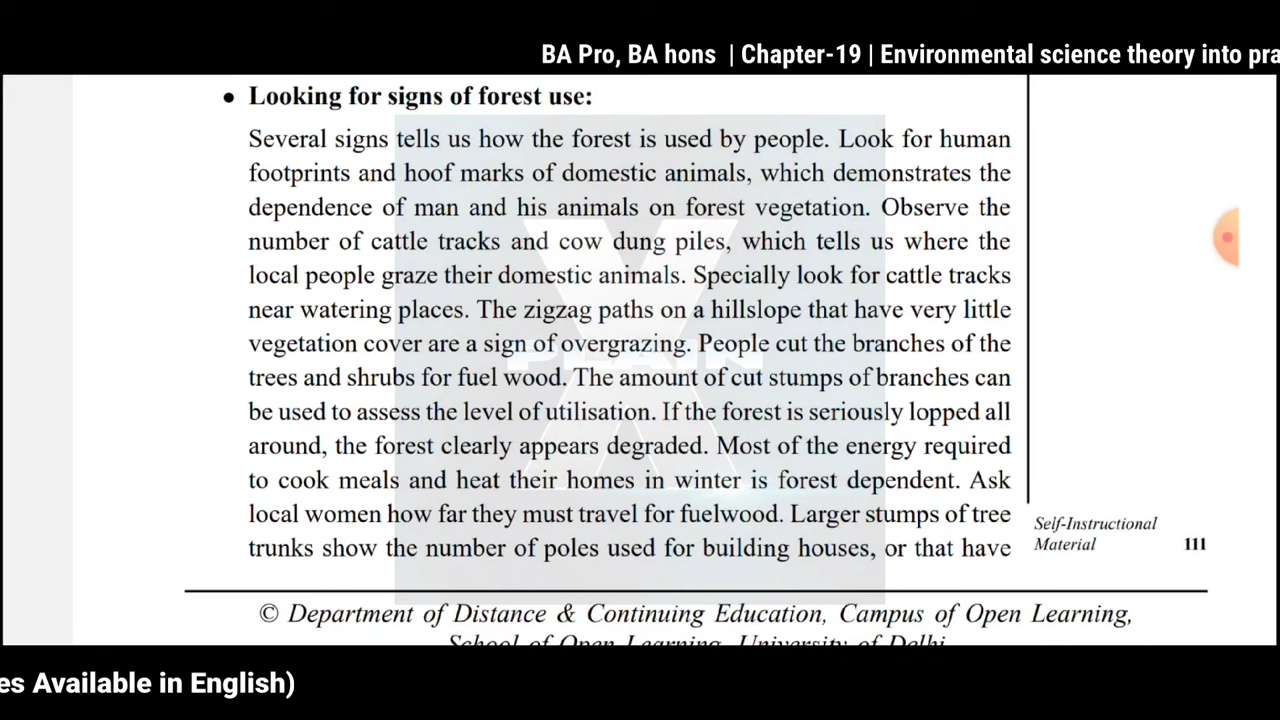 BA Pro, BA hons | Chapter-19 | Environmental science theory into pra
• Looking for signs of forest use:
Several signs tells us how the forest is used by people. Look for human
footprints and hoof marks of domestic animals, which demonstrates the
dependence of man and his animals on forest vegetation. Observe the
number of cattle tracks and cow dung piles, which tells us where the
local people graze their domestic animals. Specially look for cattle tracks
near watering places. The zigzag paths on a hillslope that have very little
vegetation cover are a sign of overgrazing. People cut the branches of the
trees and shrubs for fuel wood. The amount of cut stumps of branches can
be used to assess the level of utilisation. If the forest is seriously lopped all
around, the forest clearly appears degraded. Most of the energy required
to cook meals and heat their homes in winter is forest dependent. Ask
local women how far they must travel for fuelwood. Larger stumps of tree
trunks show the number of poles used for building houses, or that have
PLAIN
Self-Instructional
Material 111
© Department of Distance & Continuing Education, Campus of Open Learning,
School of Open Learning, University of Delhi
es Available in English)